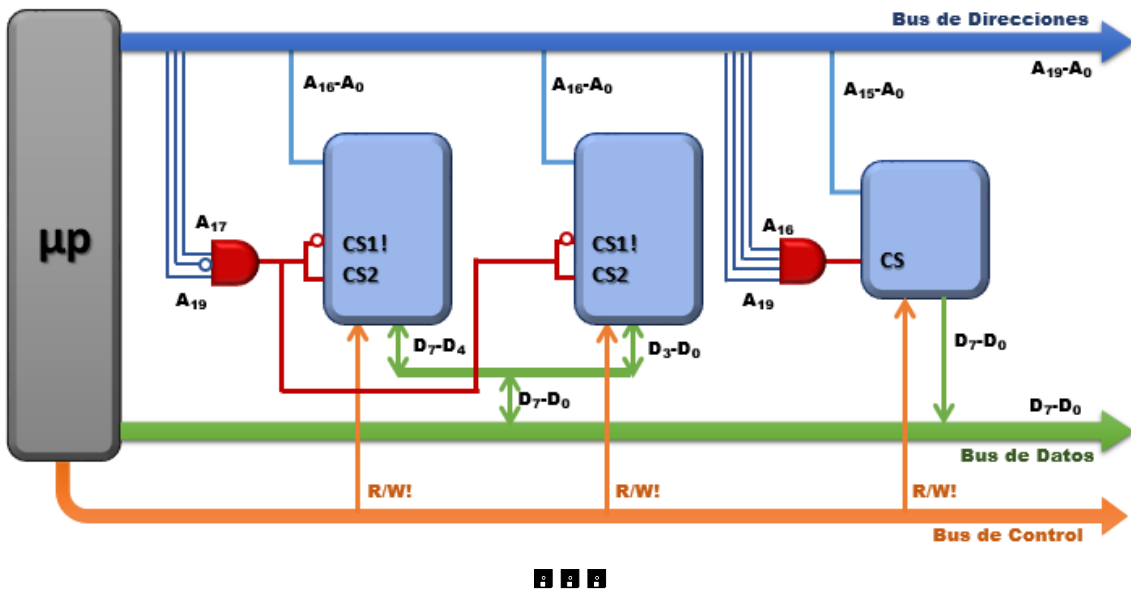 Bus de Direcciones
A₁₉-A₀
A₁₆-A₀
A₁₆-A₀
A₁₅-A₀
μp
A₁₇
A₁₉
CS1!
CS2
CS1!
CS2
A₁₆
A₁₉
CS
D₇-D₄
D₃-D₀
D₇-D₀
D₇-D₀
D₇-D₀
Bus de Datos
R/W!
R/W!
R/W!
Bus de Control